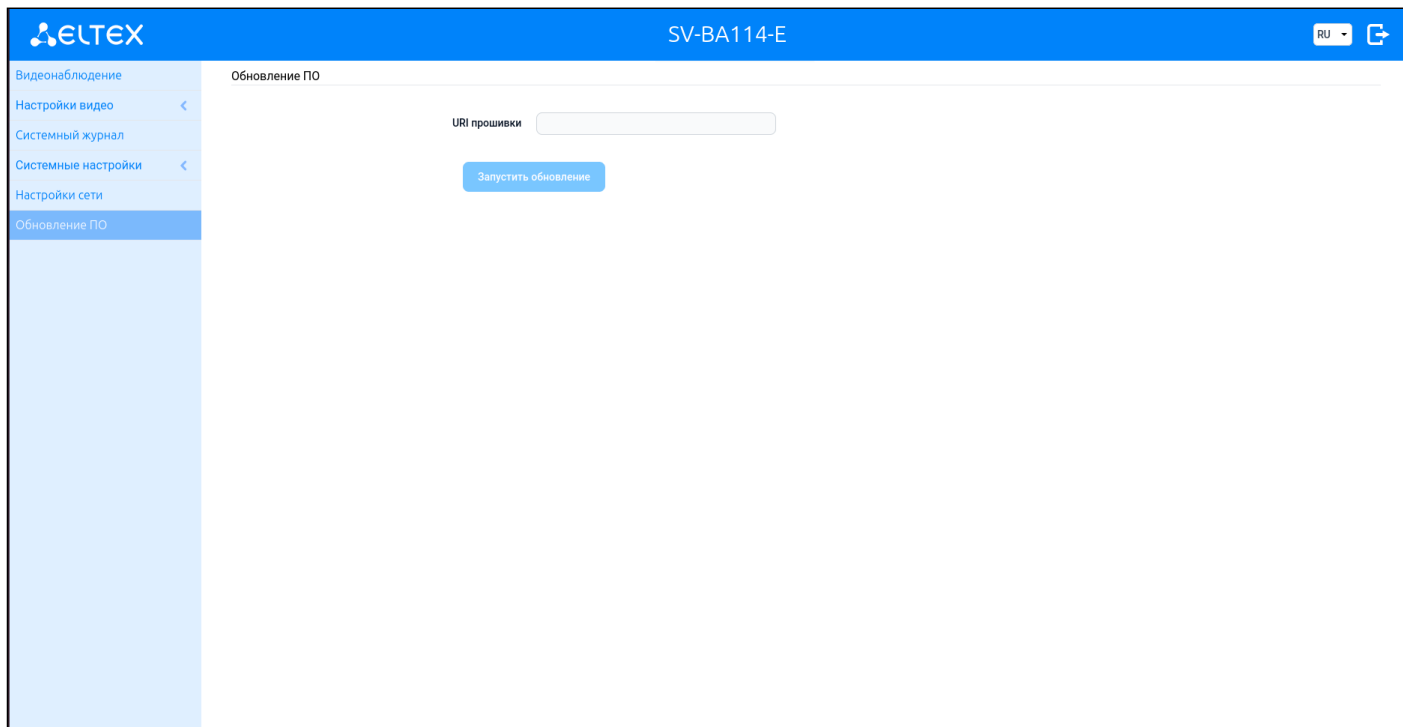 ELTEX
SV-BA114-E
RU
Видеонаблюдение
Обновление ПО
Настройки видео
URI прошивки
Системный журнал
Системные настройки
Запустить обновление
Настройки сети
Обновление ПО